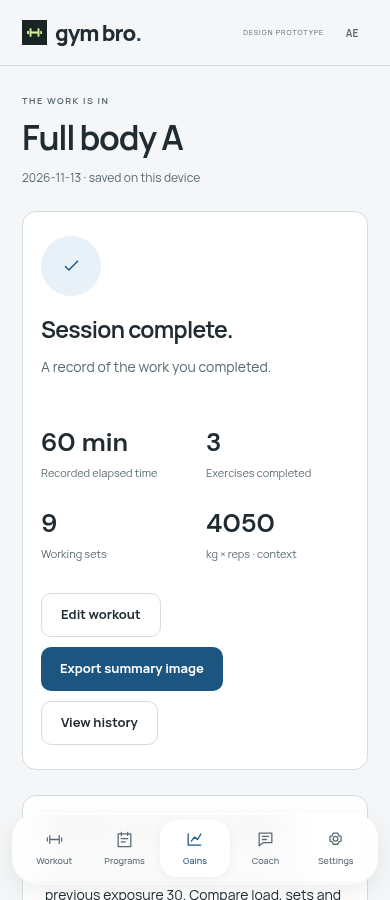 gym bro.
DESIGN PROTOTYPE
AE
THE WORK IS IN
Full body A
2026-11-13 · saved on this device
Session complete.
A record of the work you completed.
60 min
Recorded elapsed time
3
Exercises completed
9
Working sets
4050
kg × reps · context
Edit workout
Export summary image
View history
Workout
Programs
Gains
Coach
Settings
previous exposure 30. Compare load, sets and